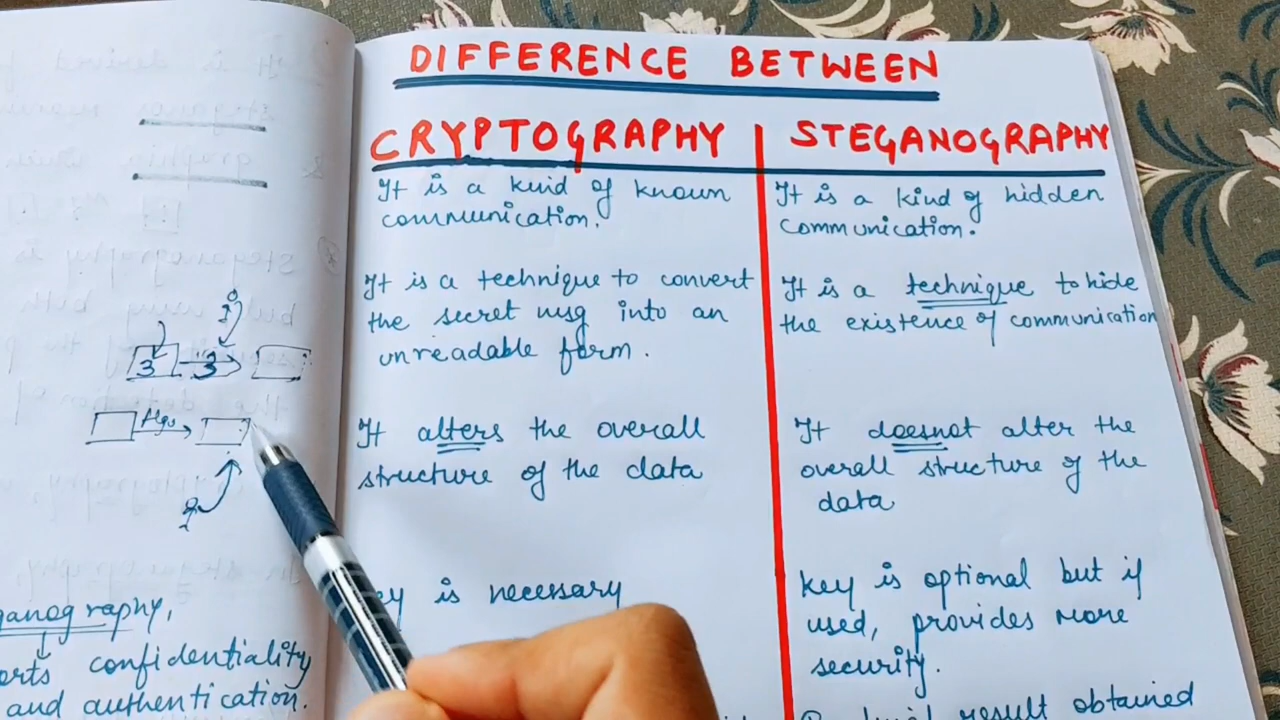 DIFFERENCE BETWEEN
CRYPTOGRAPHY | STEGANOGRAPHY
It is a kind of known
communication.
It is a technique to convert
the secret msg into an
unreadable form.
It alters the overall
structure of the data
key is necessary
It is a kind of hidden
communication.
It is a technique to hide
the existence of communication
It doesnot alter the
overall structure of the
data
key is optional but if
used, provides more
security.
result obtained
3
3
confidentiality
and authentication.